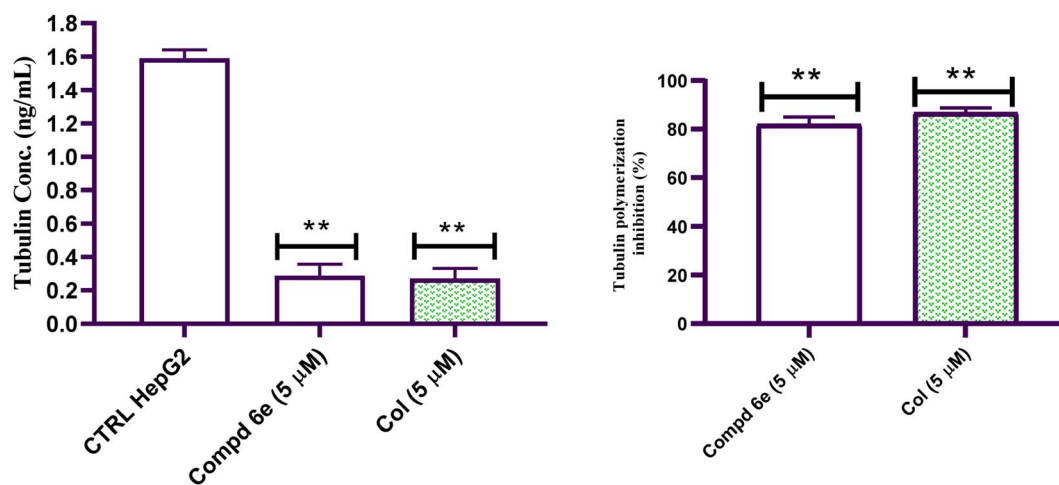 Tubulin Conc. (ng/mL)
1.8
1.6
1.4
1.2
1.0
0.8
0.6
0.4
0.2
0.0
**
**
CTRL HepG2
Compd 6e (5 μM)
Col (5 μM)
Tubulin polymerization
inhibition (%)
100
80
60
40
20
0
**
**
Compd 6e (5 μM)
Col (5 μM)